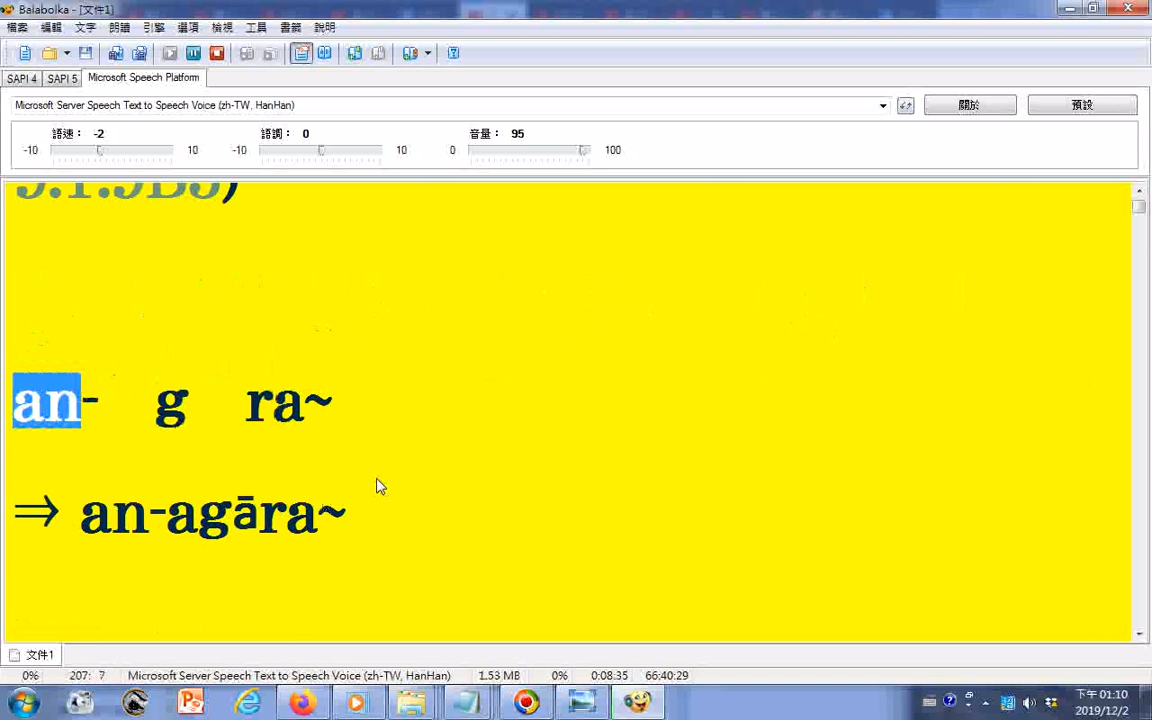 Balabolka - [文件1]
檔案 編輯 文字 朗讀 引擎 選項 檢視 工具 書籤 說明
SAPI 4 SAPI 5 Microsoft Speech Platform
Microsoft Server Speech Text to Speech Voice (zh-TW, HanHan) 關於 預設
語速： -2 語調： 0 音量： 95
-10 10 -10 10 0 100
an- g ra~
⇒ an-agāra~
文件1
0% 207: 7 Microsoft Server Speech Text to Speech Voice (zh-TW, HanHan) 1.53 MB 0% 0:08:35 66:40:29
下午 01:10
2019/12/2